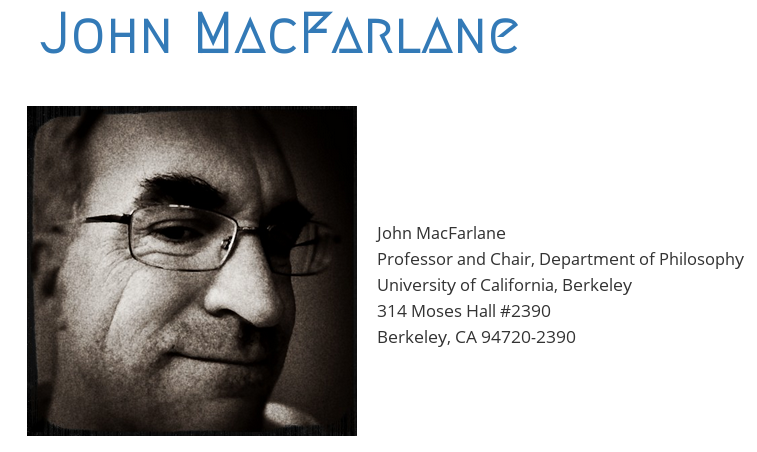 John MacFarlane
John MacFarlane
Professor and Chair, Department of Philosophy
University of California, Berkeley
314 Moses Hall #2390
Berkeley, CA 94720-2390